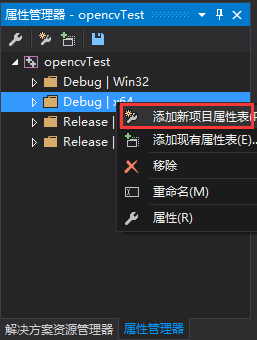 属性管理器 - opencvTest
opencvTest
Debug | Win32
Debug | x64
Release |
Release |
添加新项目属性表(P
添加现有属性表(E)...
移除
重命名(M)
属性(R)
解决方案资源管理器 属性管理器